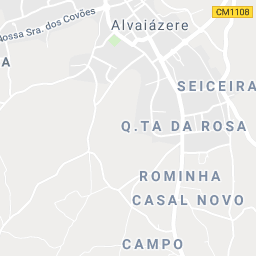 CM1108
Alvaiázere
Nossa Sra. dos Covões
A
SEICEIRA
Q.TA DA ROSA
ROMINHA
CASAL NOVO
CAMPO